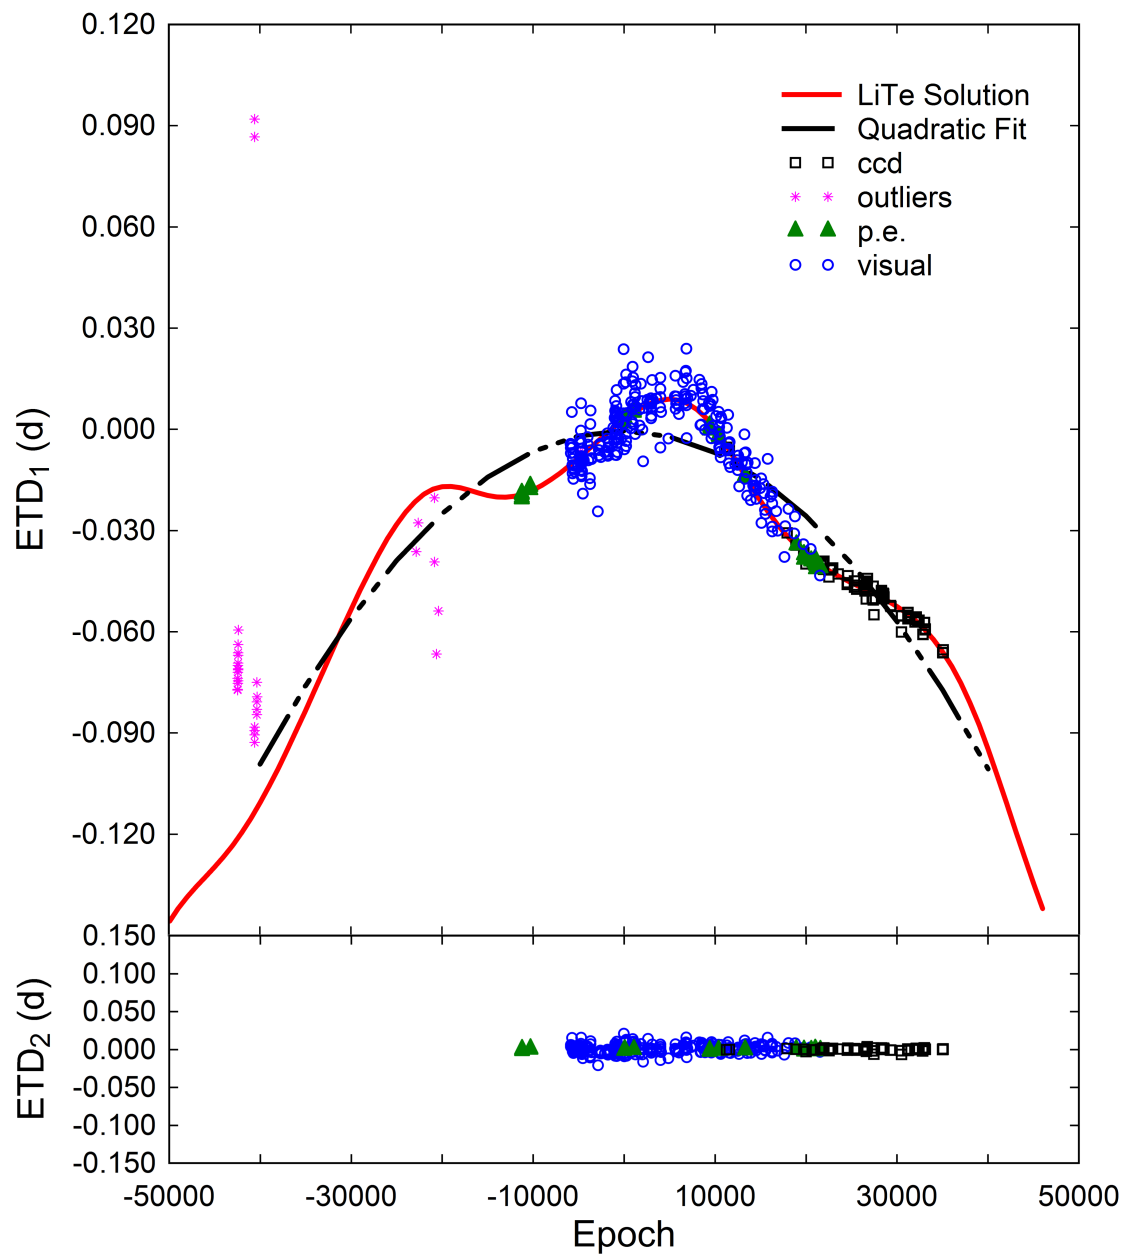 0.120
0.090
0.060
0.030
0.000
-0.030
-0.060
-0.090
-0.120
0.150
ETD1 (d)
LiTe Solution
Quadratic Fit
ccd
outliers
p.e.
visual
0.100
0.050
0.000
-0.050
-0.100
-0.150
ETD2 (d)
-50000 -30000 -10000 10000 30000 50000
Epoch